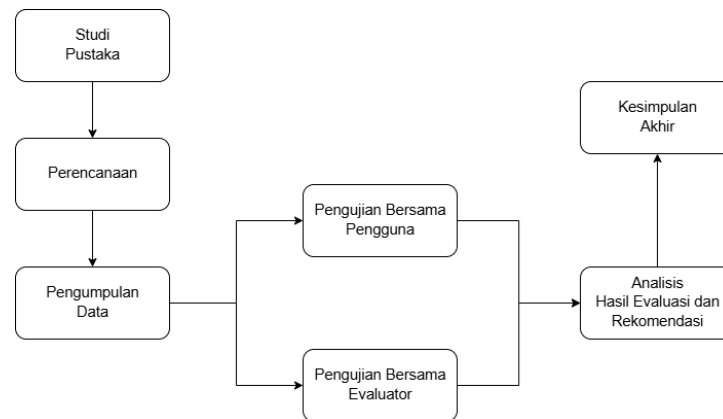 Studi
Pustaka
Perencanaan
Pengumpulan
Data
Pengujian Bersama
Pengguna
Pengujian Bersama
Evaluator
Analisis
Hasil Evaluasi dan
Rekomendasi
Kesimpulan
Akhir